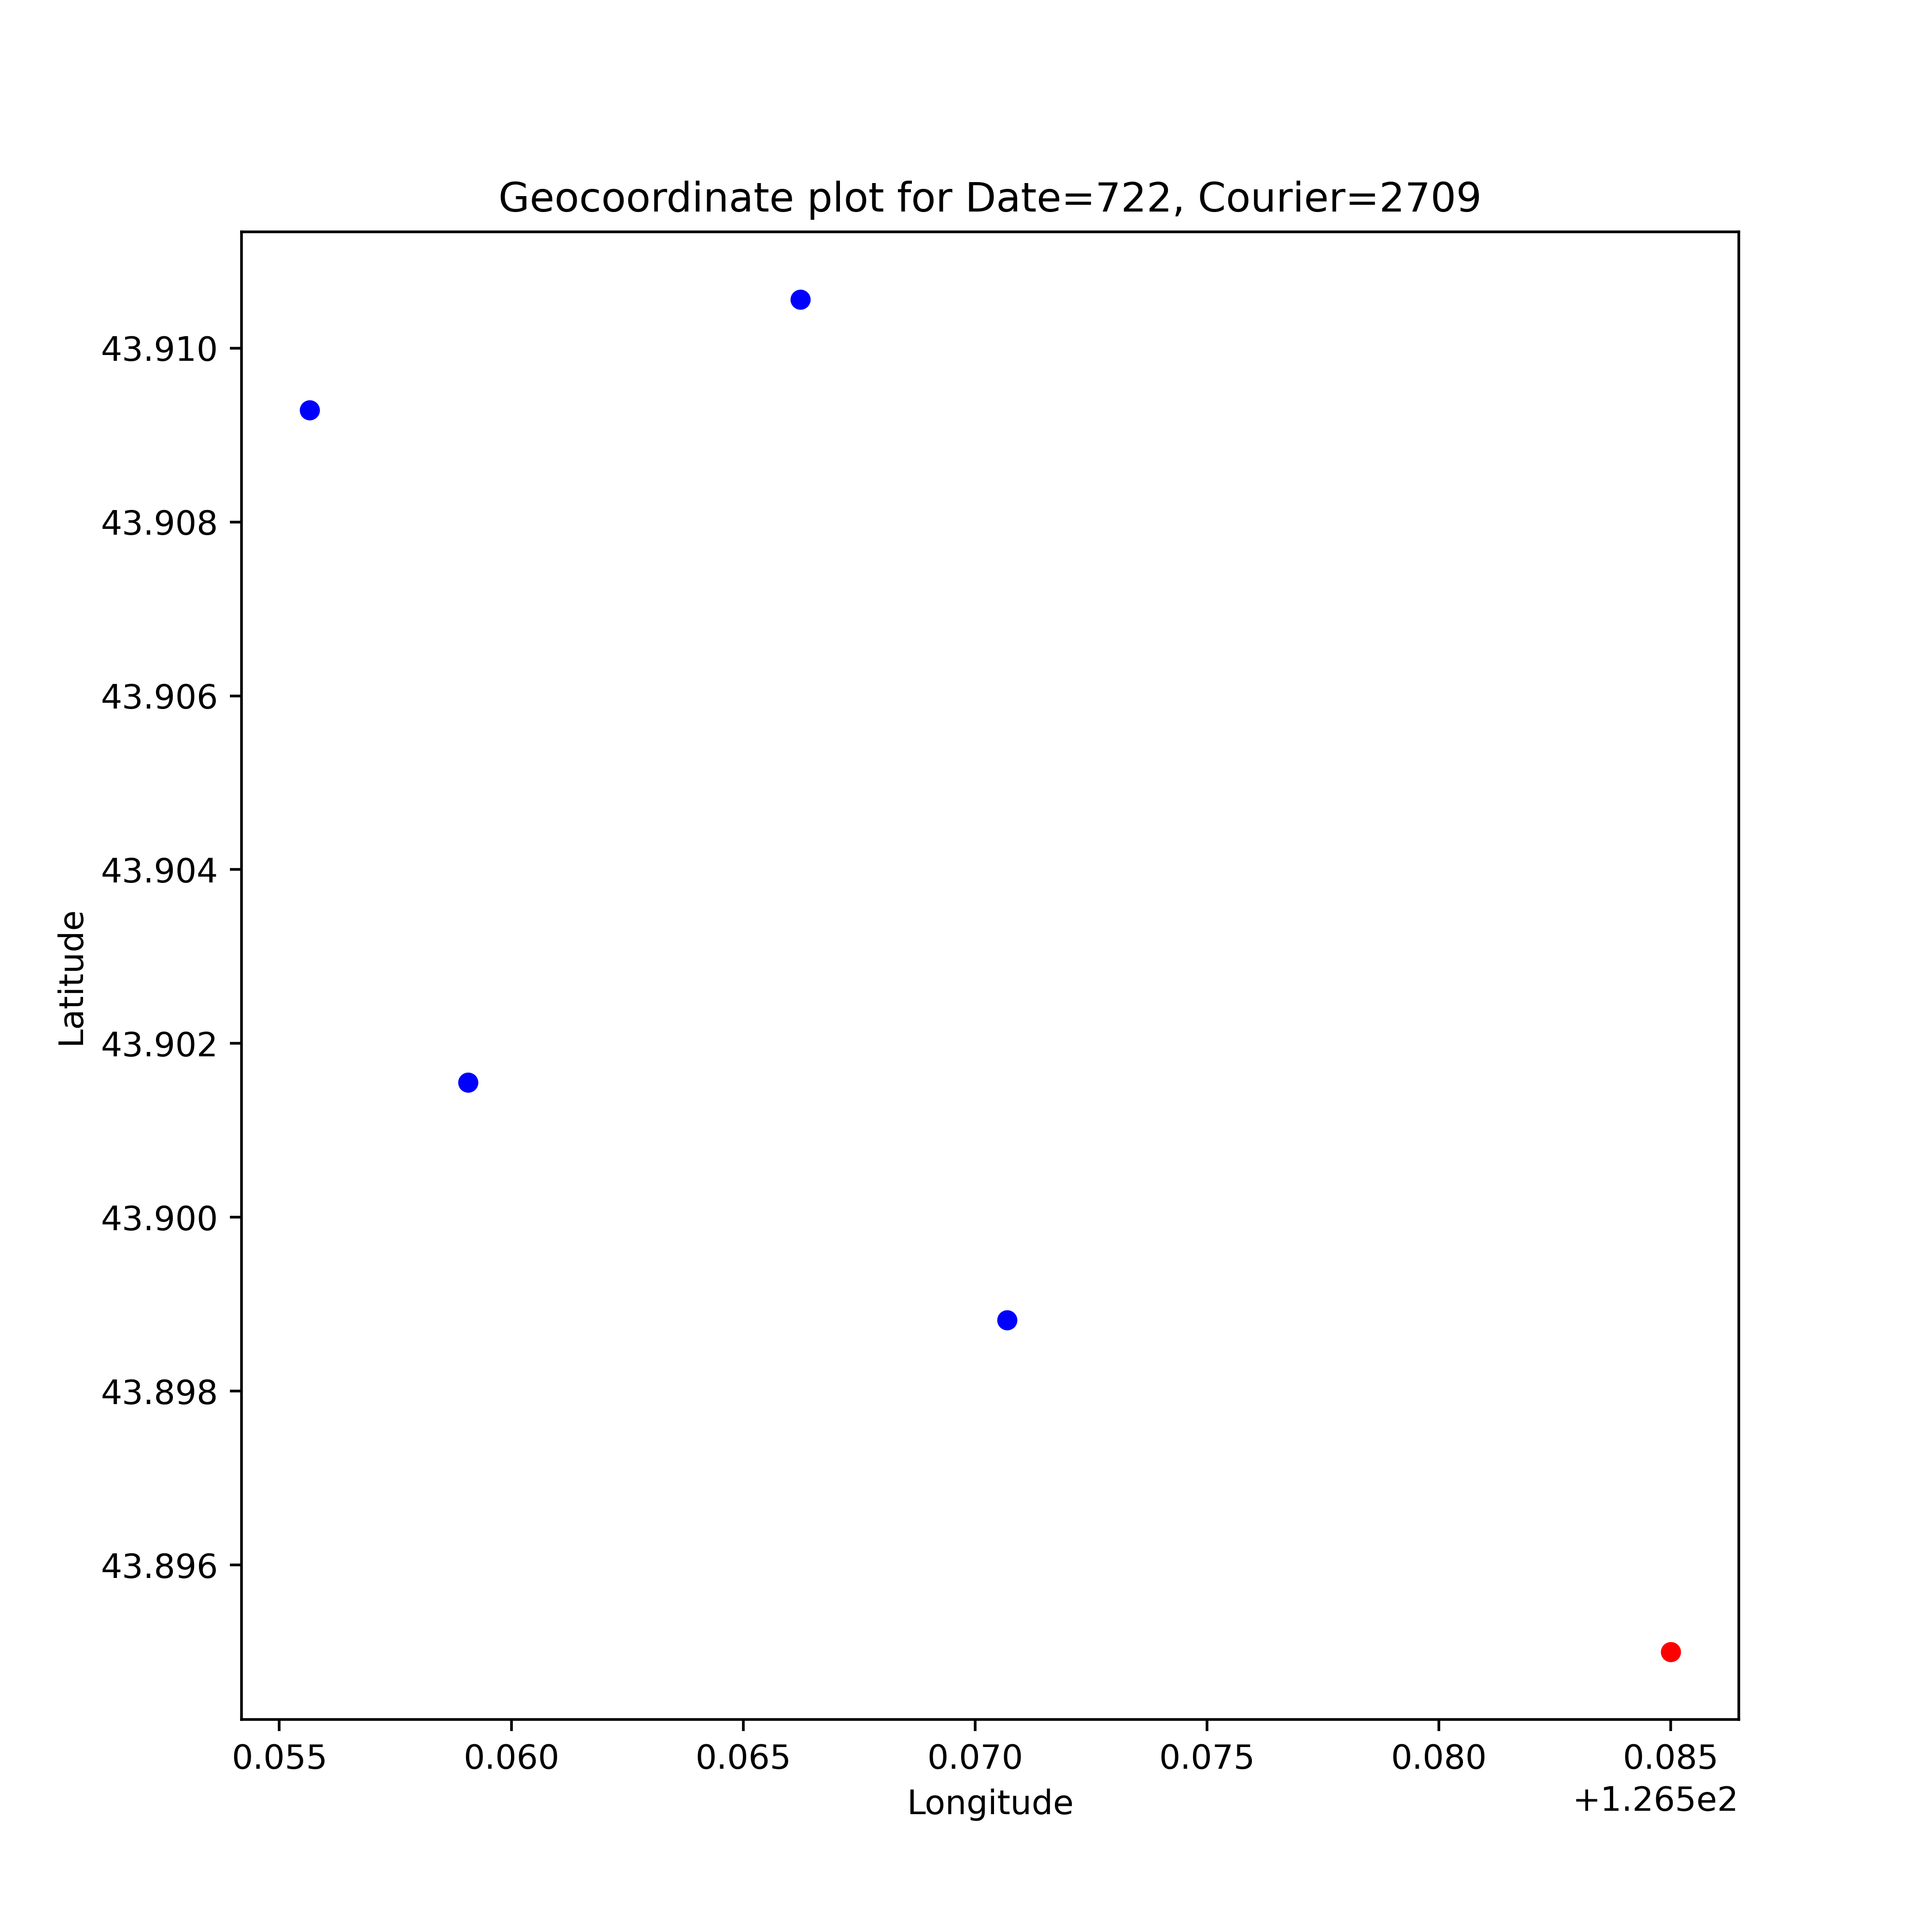 Geocoordinate plot for Date=722, Courier=2709
43.910
43.908
43.906
43.904
43.902
43.900
43.898
43.896
Latitude
0.055 0.060 0.065 0.070 0.075 0.080 0.085
+1.265e2
Longitude